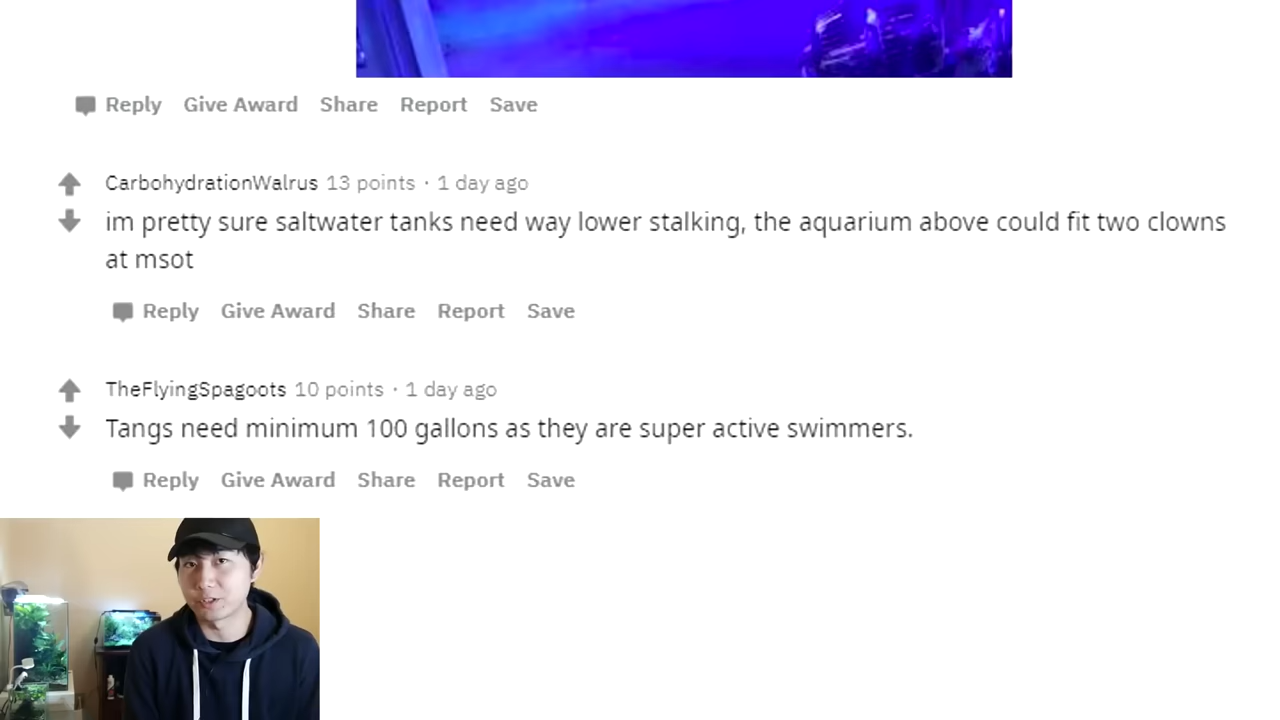 Reply Give Award Share Report Save
CarbohydrationWalrus 13 points · 1 day ago
im pretty sure saltwater tanks need way lower stalking, the aquarium above could fit two clowns
at msot
Reply Give Award Share Report Save
TheFlyingSpagoots 10 points · 1 day ago
Tangs need minimum 100 gallons as they are super active swimmers.
Reply Give Award Share Report Save